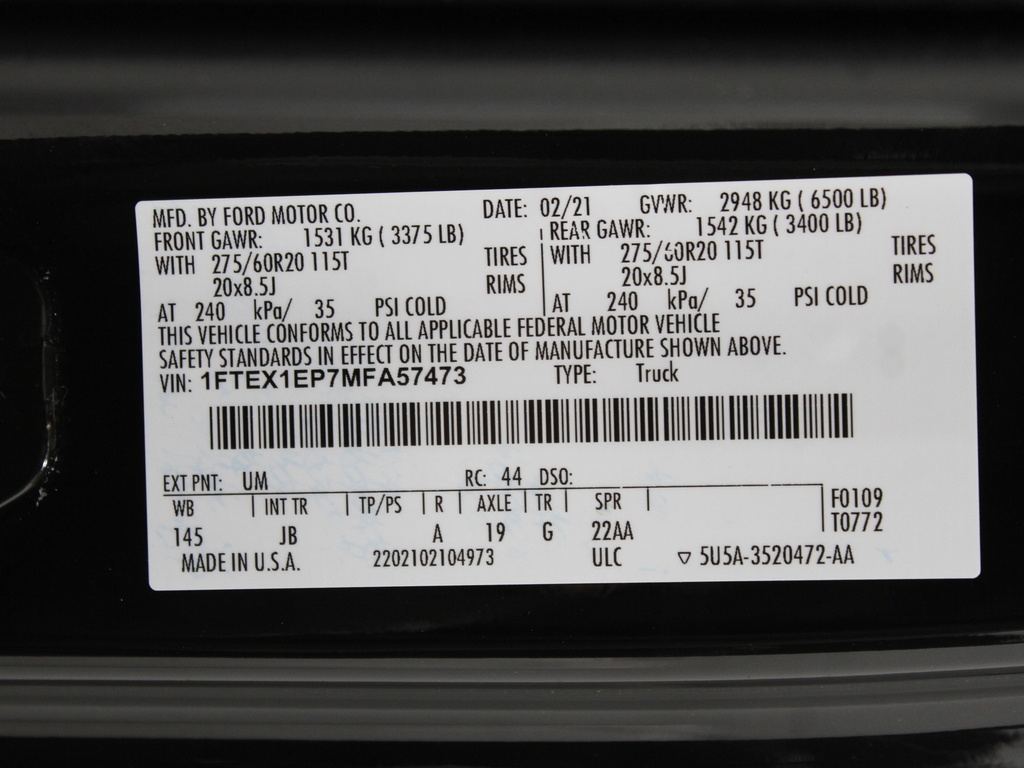 MFD. BY FORD MOTOR CO. DATE: 02/21 GVWR: 2948 KG ( 6500 LB)
FRONT GAWR: 1531 KG ( 3375 LB) REAR GAWR: 1542 KG ( 3400 LB)
WITH 275/60R20 115T TIRES WITH 275/60R20 115T TIRES
20x8.5J RIMS 20x8.5J RIMS
AT 240 kPa/ 35 PSI COLD AT 240 kPa/ 35 PSI COLD
THIS VEHICLE CONFORMS TO ALL APPLICABLE FEDERAL MOTOR VEHICLE
SAFETY STANDARDS IN EFFECT ON THE DATE OF MANUFACTURE SHOWN ABOVE.
VIN: 1FTEX1EP7MFA57473 TYPE: Truck
EXT PNT: UM RC: 44 DSO:
WB INT TR TP/PS R AXLE TR SPR F0109
145 JB A 19 G 22AA T0772
MADE IN U.S.A. 2202102104973 ULC ▽ 5U5A-3520472-AA